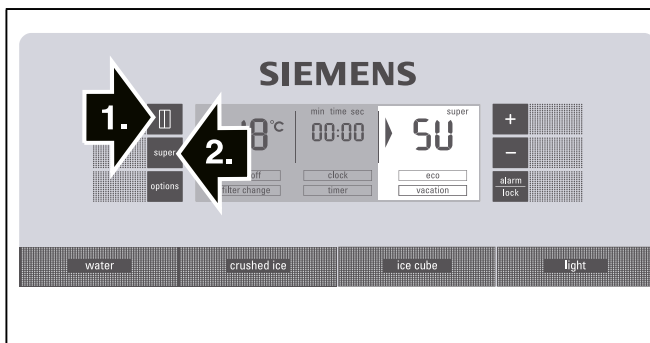 SIEMENS
1.
2.
super
options
°C
min time sec
00:00
super
SU
off
filter change
clock
timer
eco
vacation
+
−
alarm
lock
water
crushed ice
ice cube
light